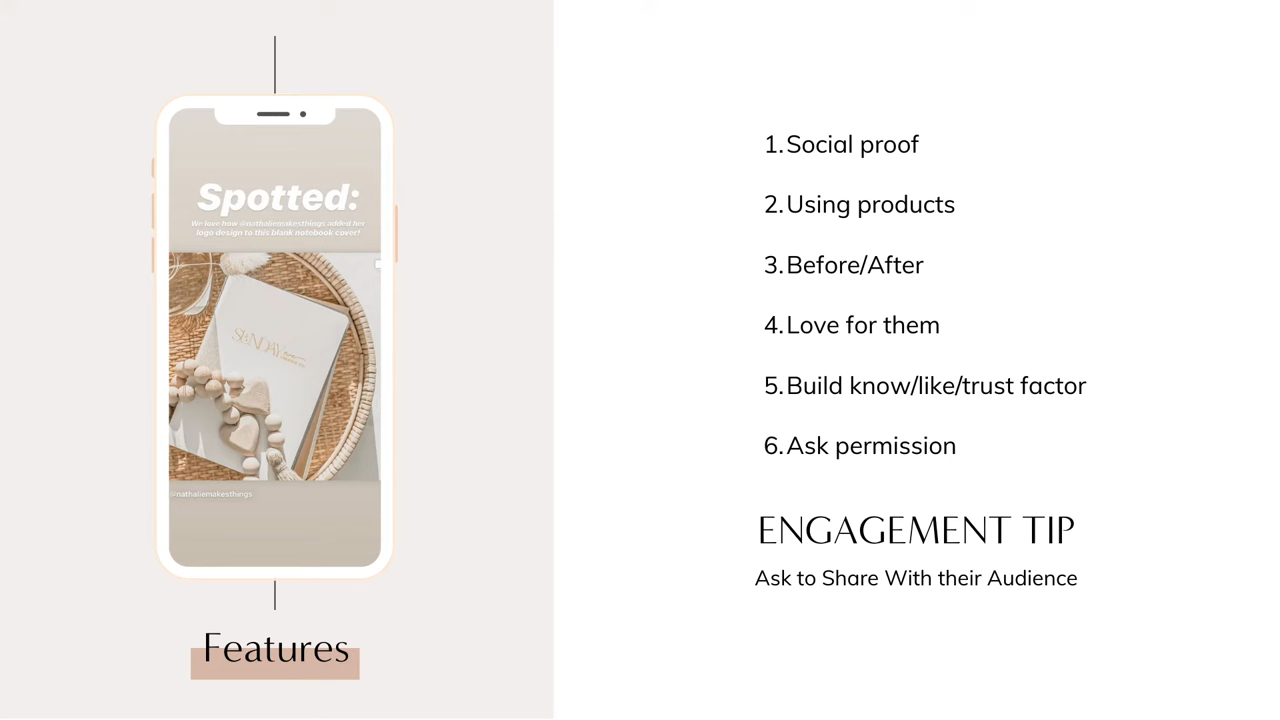 Spotted:
We love how @nathaliemakesthings added her
logo design to this blank notebook cover!
SUNDAY
@nathaliemakesthings
Features
1. Social proof
2. Using products
3. Before/After
4. Love for them
5. Build know/like/trust factor
6. Ask permission
ENGAGEMENT TIP
Ask to Share With their Audience